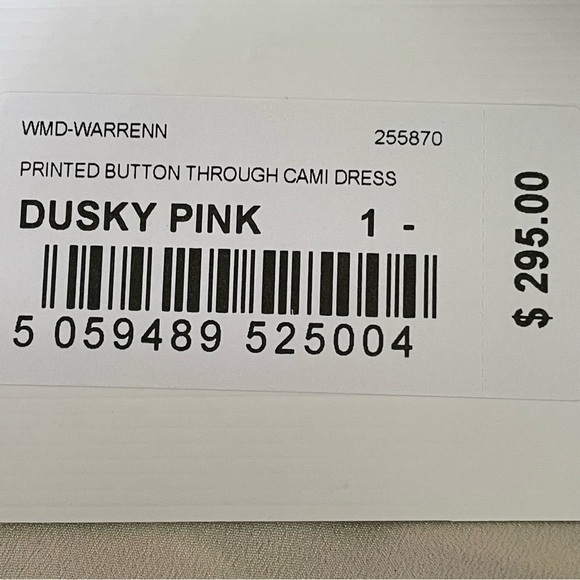 WMD-WARRENN 255870
PRINTED BUTTON THROUGH CAMI DRESS
DUSKY PINK 1 -
5 059489 525004
$ 295.00